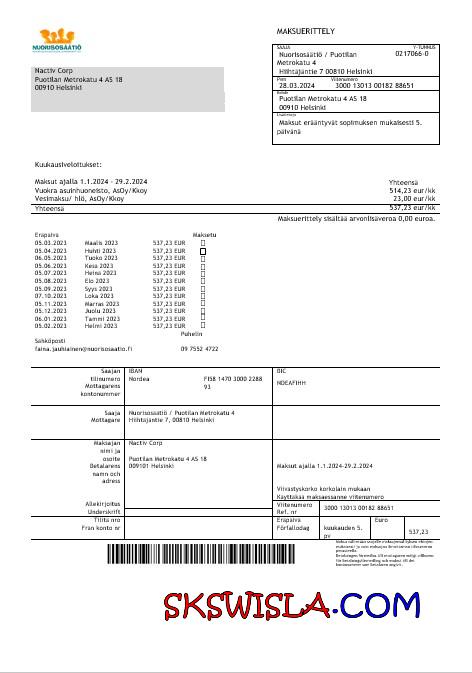 MAKSUERITTELY
NUORISOSÄÄTIÖ
SAAJA Y-TUNNUS
Nuorisosäätiö / Puotilan 0217066-0
Metrokatu 4
Hiihtäjäntie 7 00810 Helsinki
Pvm Viitenumero
28.03.2024 3000 13013 00182 88651
Kohde
Puotilan Metrokatu 4 AS 18
00910 Helsinki
Lisätietoja
Maksut erääntyvät sopimuksen mukaisesti 5.
päivänä
Nactiv Corp
Puotilan Metrokatu 4 AS 18
00910 Helsinki
Kuukausiveloitukset:
Maksut ajalla 1.1.2024 - 29.2.2024 Yhteensä
Vuokra asuinhuoneisto, AsOy/Kkoy 514,23 eur/kk
Vesimaksu/ hlö, AsOy/Kkoy 23,00 eur/kk
Yhteensä 537,23 eur/kk
Maksuerittely sisältää arvonlisäveroa 0,00 euroa.
Eräpäivä Maksetu
05.03.2023 Maalis 2023 537,23 EUR
05.04.2023 Huhti 2023 537,23 EUR
06.05.2023 Tuoko 2023 537,23 EUR
05.06.2023 Kesä 2023 537,23 EUR
05.07.2023 Heinä 2023 537,23 EUR
05.08.2023 Elo 2023 537,23 EUR
05.09.2023 Syys 2023 537,23 EUR
07.10.2023 Loka 2023 537,23 EUR
05.11.2023 Marras 2023 537,23 EUR
05.12.2023 Joulu 2023 537,23 EUR
06.01.2023 Tammi 2023 537,23 EUR
05.02.2023 Helmi 2023 537,23 EUR
Puhelin
Sähköposti
faina.jauhiainen@nuorisosaatio.fi 09 7552 4722
Saajan IBAN BIC
tilinumero Nordea FI58 1470 3000 2288
Mottagarens 93 NDEAFIHH
kontonummer
Saaja Nuorisosäätiö / Puotilan Metrokatu 4
Mottagare Hiihtäjäntie 7, 00810 Helsinki
Maksajan Nactiv Corp
nimi ja
osoite Puotilan Metrokatu 4 AS 18
Betalarens 009101 Helsinki Maksut ajalla 1.1.2024-29.2.2024
namn och
adress
Viivästyskorko korkolain mukaan
Käyttäkää maksaessanne viitenumero
Allekirjoitus Viitenumero 3000 13013 00182 88651
Underskrift Ref. nr
Tililtä nro Eräpäivä Euro
Från konto nr Förfallodag kuukauden 5. 537,23
pv
SKSWISLA.COM